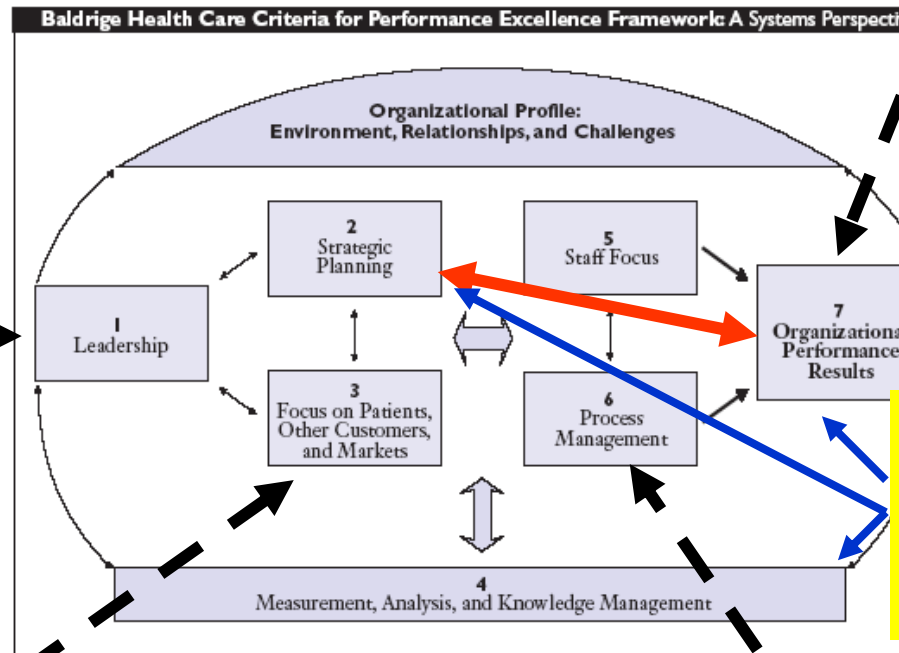 Baldrige Health Care Criteria for Performance Excellence Framework: A Systems Perspecti
Organizational Profile:
Environment, Relationships, and Challenges
2
Strategic
Planning
5
Staff Focus
1
Leadership
7
Organizationa
Performance
Results
3
Focus on Patients,
Other Customers,
and Markets
6
Process
Management
4
Measurement, Analysis, and Knowledge Management